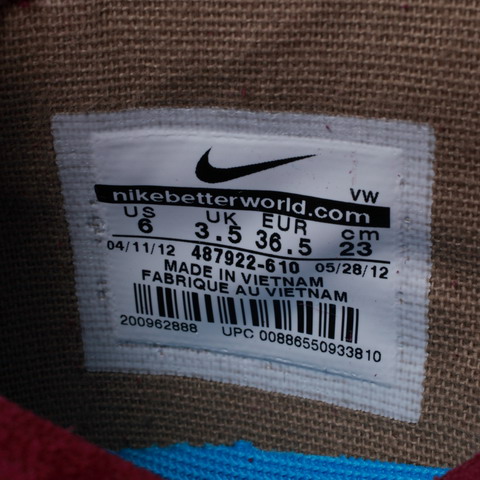 VW
nikebetterworld.com
US UK EUR cm
6 3.5 36.5 23
04/11/12 487922-610 05/28/12
MADE IN VIETNAM
FABRIQUE AU VIETNAM
200962888 UPC 00886550933810